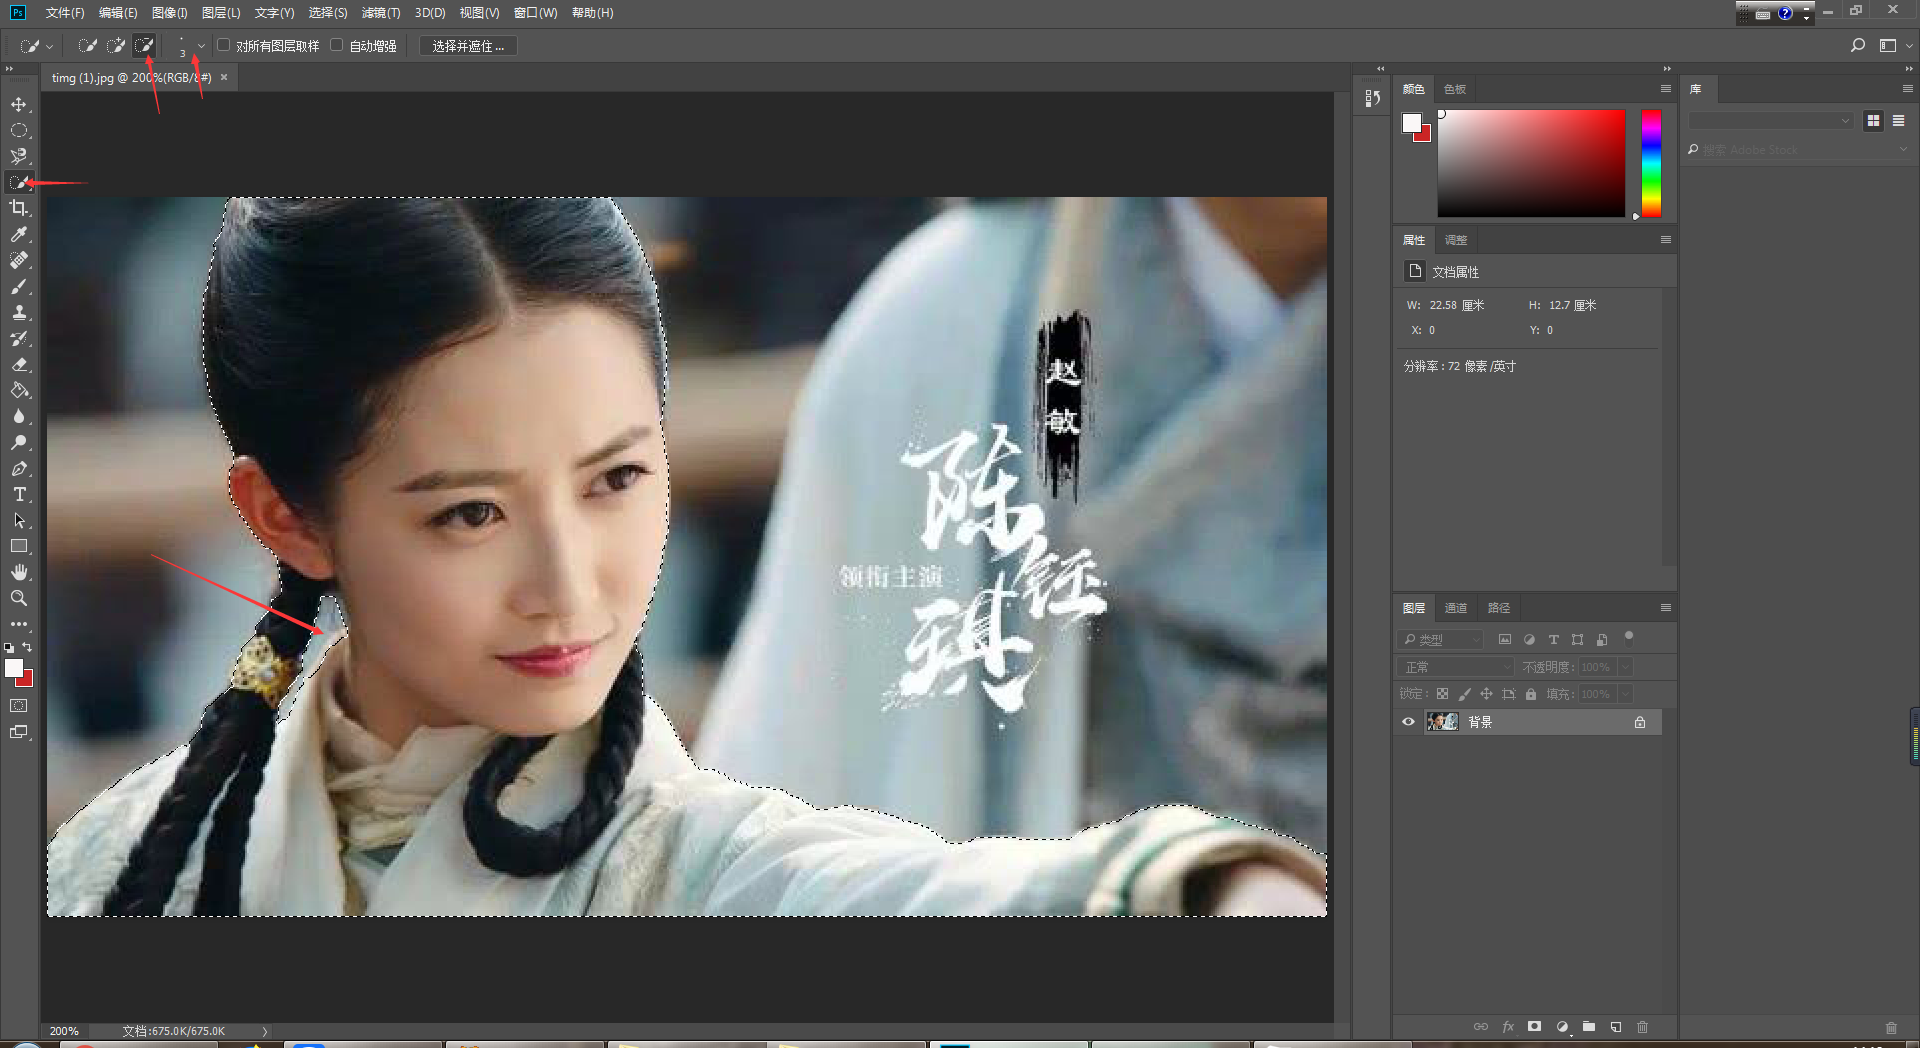 Ps 文件(F) 编辑(E) 图像(I) 图层(L) 文字(Y) 选择(S) 滤镜(T) 3D(D) 视图(V) 窗口(W) 帮助(H)
3 对所有图层取样 自动增强 选择并遮住 ...
timg (1).jpg @ 200%(RGB/8#) ×
颜色 色板
库
搜索 Adobe Stock
属性 调整
文档属性
W: 22.58 厘米 H: 12.7 厘米
X: 0 Y: 0
分辨率: 72 像素/英寸
赵敏
陈钰琪
领衔主演
图层 通道 路径
类型
正常 不透明度: 100%
锁定: 填充: 100%
背景
fx
200% 文档:675.0K/675.0K